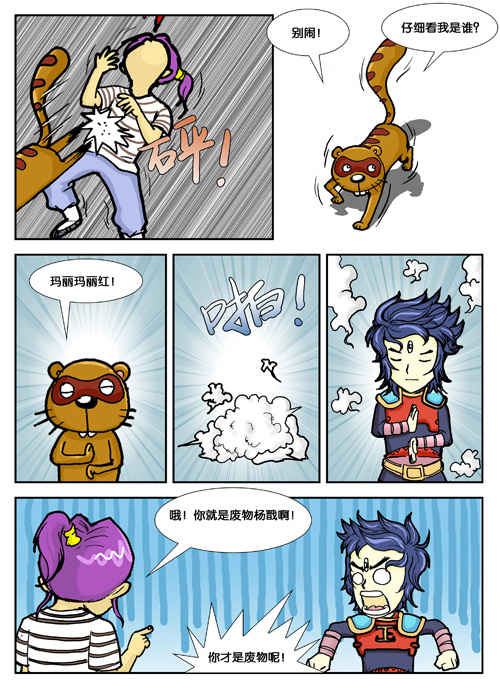 砰！
别闹！
仔细看我是谁？
玛丽玛丽红！
啪！
哦！你就是废物杨戬啊！
你才是废物呢！
正